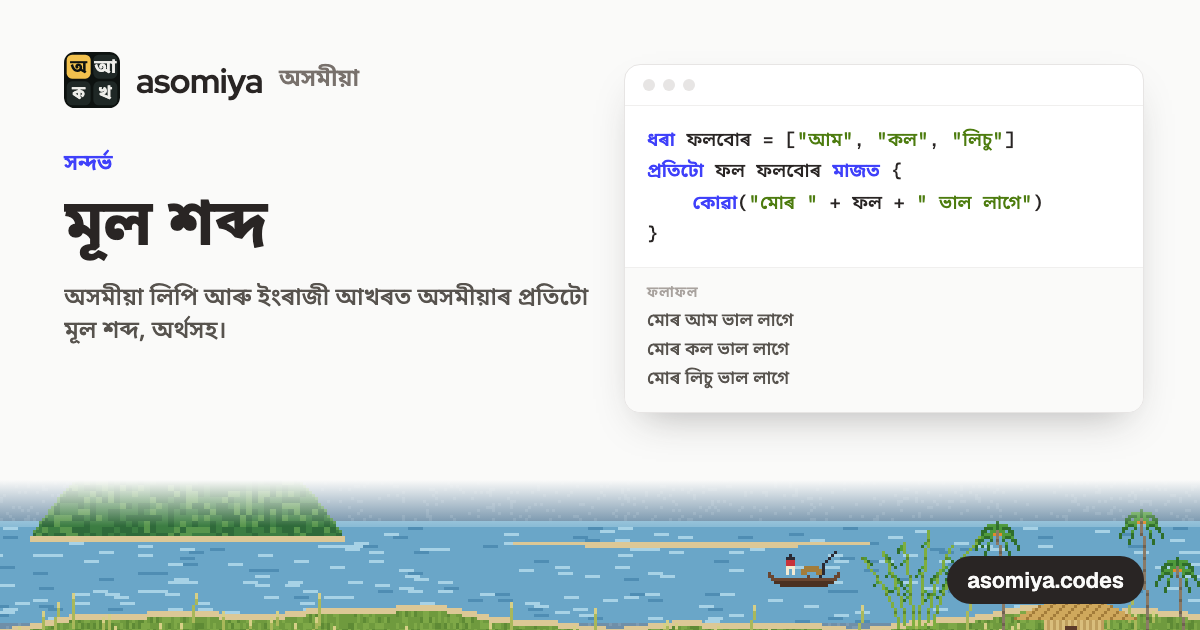 অ আ
ক খ
asomiya অসমীয়া
সন্দৰ্ভ
মূল শব্দ
অসমীয়া লিপি আৰু ইংৰাজী আখৰত অসমীয়াৰ প্ৰতিটো
মূল শব্দ, অৰ্থসহ।
ধৰা ফলবোৰ = ["আম", "কল", "লিচু"]
প্ৰতিটো ফল ফলবোৰ মাজত {
    কোৱা("মোৰ " + ফল + " ভাল লাগে")
}
ফলাফল
মোৰ আম ভাল লাগে
মোৰ কল ভাল লাগে
মোৰ লিচু ভাল লাগে
asomiya.codes